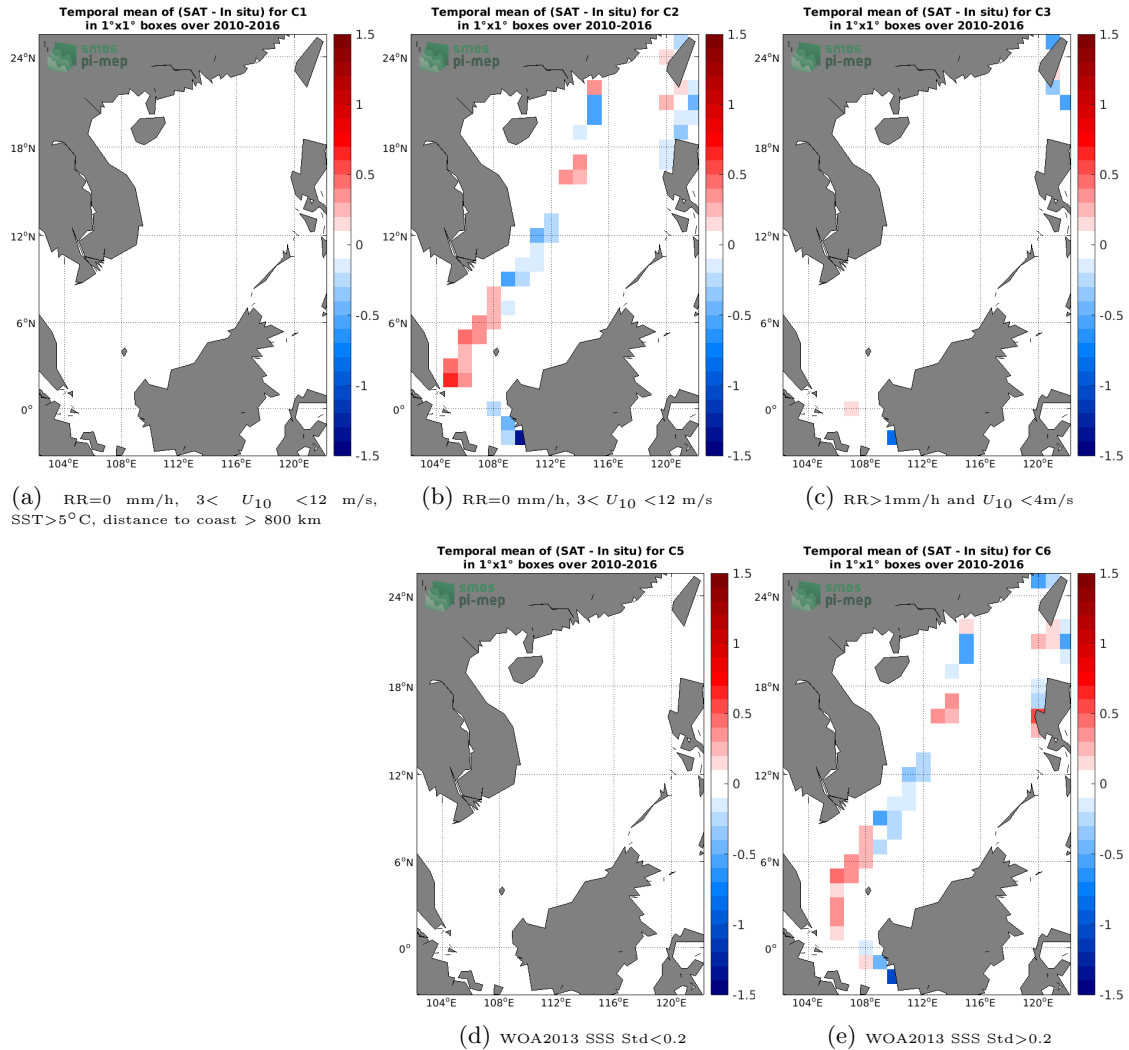 Temporal mean of (SAT - In situ) for C1
in 1°x1° boxes over 2010-2016
smos
pi-mep
24°N
18°N
12°N
6°N
0°
104°E 108°E 112°E 116°E 120°E
1.5
1
0.5
0
-0.5
-1
-1.5
(a) RR=0 mm/h, 3< U10 <12 m/s,
SST>5°C, distance to coast > 800 km
Temporal mean of (SAT - In situ) for C2
in 1°x1° boxes over 2010-2016
smos
pi-mep
24°N
18°N
12°N
6°N
0°
104°E 108°E 112°E 116°E 120°E
1.5
1
0.5
0
-0.5
-1
-1.5
(b) RR=0 mm/h, 3< U10 <12 m/s
Temporal mean of (SAT - In situ) for C3
in 1°x1° boxes over 2010-2016
smos
pi-mep
24°N
18°N
12°N
6°N
0°
104°E 108°E 112°E 116°E 120°E
1.5
1
0.5
0
-0.5
-1
-1.5
(c) RR>1mm/h and U10 <4m/s
Temporal mean of (SAT - In situ) for C5
in 1°x1° boxes over 2010-2016
smos
pi-mep
24°N
18°N
12°N
6°N
0°
104°E 108°E 112°E 116°E 120°E
1.5
1
0.5
0
-0.5
-1
-1.5
(d) WOA2013 SSS Std<0.2
Temporal mean of (SAT - In situ) for C6
in 1°x1° boxes over 2010-2016
smos
pi-mep
24°N
18°N
12°N
6°N
0°
104°E 108°E 112°E 116°E 120°E
1.5
1
0.5
0
-0.5
-1
-1.5
(e) WOA2013 SSS Std>0.2